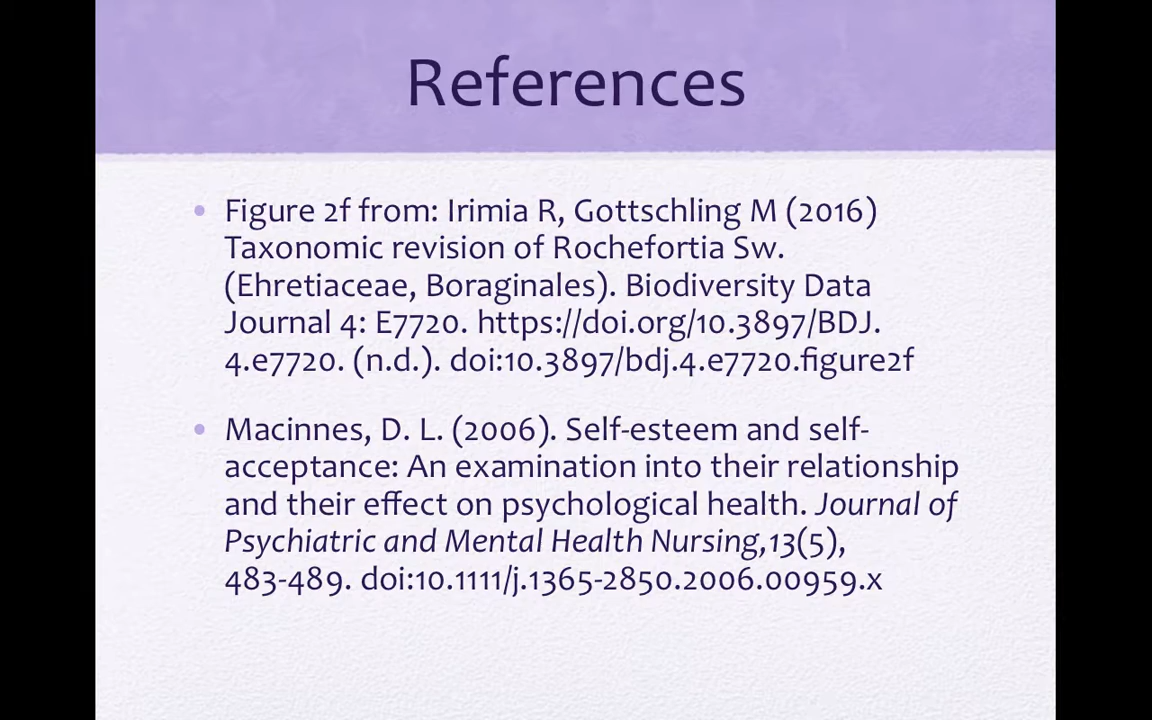 References
• Figure 2f from: Irimia R, Gottschling M (2016)
Taxonomic revision of Rochefortia Sw.
(Ehretiaceae, Boraginales). Biodiversity Data
Journal 4: E7720. https://doi.org/10.3897/BDJ.
4.e7720. (n.d.). doi:10.3897/bdj.4.e7720.figure2f
• Macinnes, D. L. (2006). Self-esteem and self-
acceptance: An examination into their relationship
and their effect on psychological health. Journal of
Psychiatric and Mental Health Nursing,13(5),
483-489. doi:10.1111/j.1365-2850.2006.00959.x